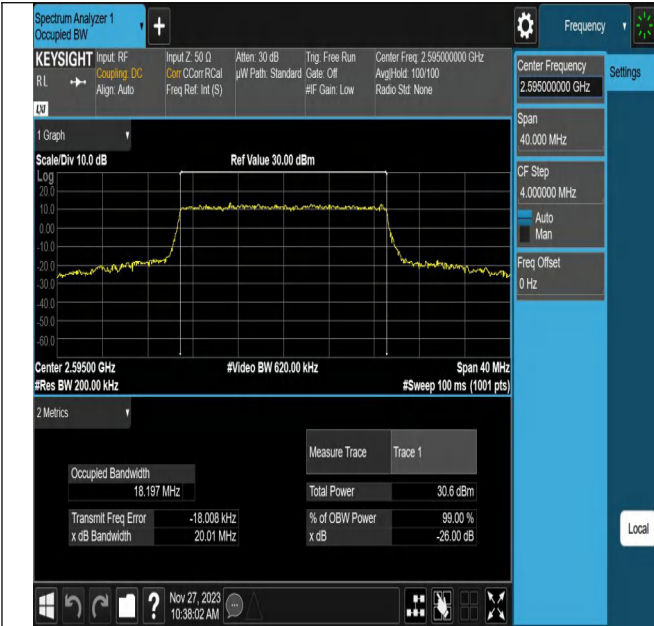 Spectrum Analyzer 1
Occupied BW
Frequency
KEYSIGHT
RL
LXI
Input: RF
Coupling: DC
Align: Auto
Input Z: 50 Ω
Corr CCorr RCal
Freq Ref: Int (S)
Atten: 30 dB
µW Path: Standard
Trig: Free Run
Gate: Off
#IF Gain: Low
Center Freq: 2.595000000 GHz
Avg|Hold: 100/100
Radio Std: None
Center Frequency
2.595000000 GHz
Settings
Span
40.000 MHz
CF Step
4.000000 MHz
Auto
Man
Freq Offset
0 Hz
Local
1 Graph
Scale/Div 10.0 dB
Ref Value 30.00 dBm
Log
20.0
10.0
0.00
-10.0
-20.0
-30.0
-40.0
-50.0
-60.0
Center 2.59500 GHz
#Video BW 620.00 kHz
Span 40 MHz
#Res BW 200.00 kHz
#Sweep 100 ms (1001 pts)
2 Metrics
Measure Trace
Trace 1
Occupied Bandwidth
18.197 MHz
Total Power
30.6 dBm
Transmit Freq Error
-18.008 kHz
% of OBW Power
99.00 %
x dB Bandwidth
20.01 MHz
x dB
-26.00 dB
Nov 27, 2023
10:38:02 AM